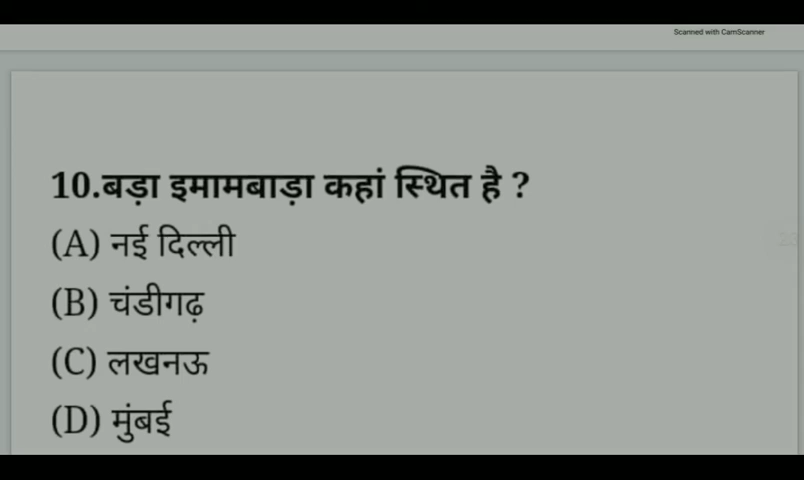 Scanned with CamScanner
10.बड़ा इमामबाड़ा कहां स्थित है ?
(A) नई दिल्ली
(B) चंडीगढ़
(C) लखनऊ
(D) मुंबई